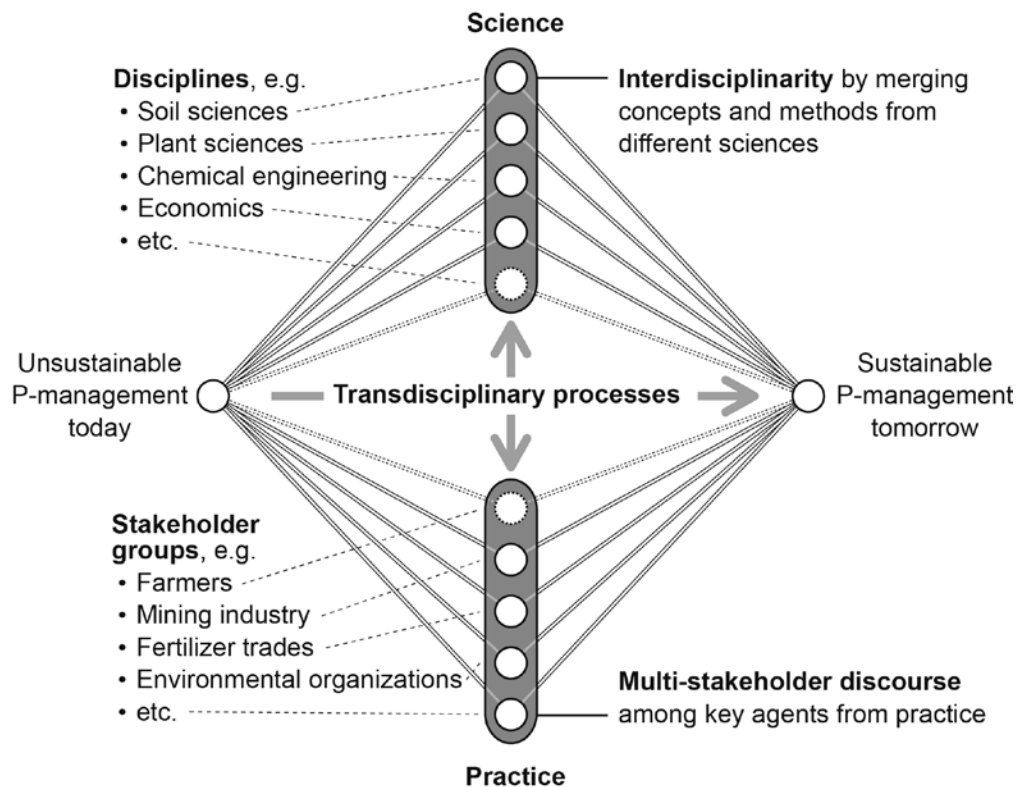 Science
Disciplines, e.g.
• Soil sciences
• Plant sciences
• Chemical engineering
• Economics
• etc.
Interdisciplinarity by merging
concepts and methods from
different sciences
Unsustainable
P-management
today
Transdisciplinary processes
Sustainable
P-management
tomorrow
Stakeholder
groups, e.g.
• Farmers
• Mining industry
• Fertilizer trades
• Environmental organizations
• etc.
Multi-stakeholder discourse
among key agents from practice
Practice